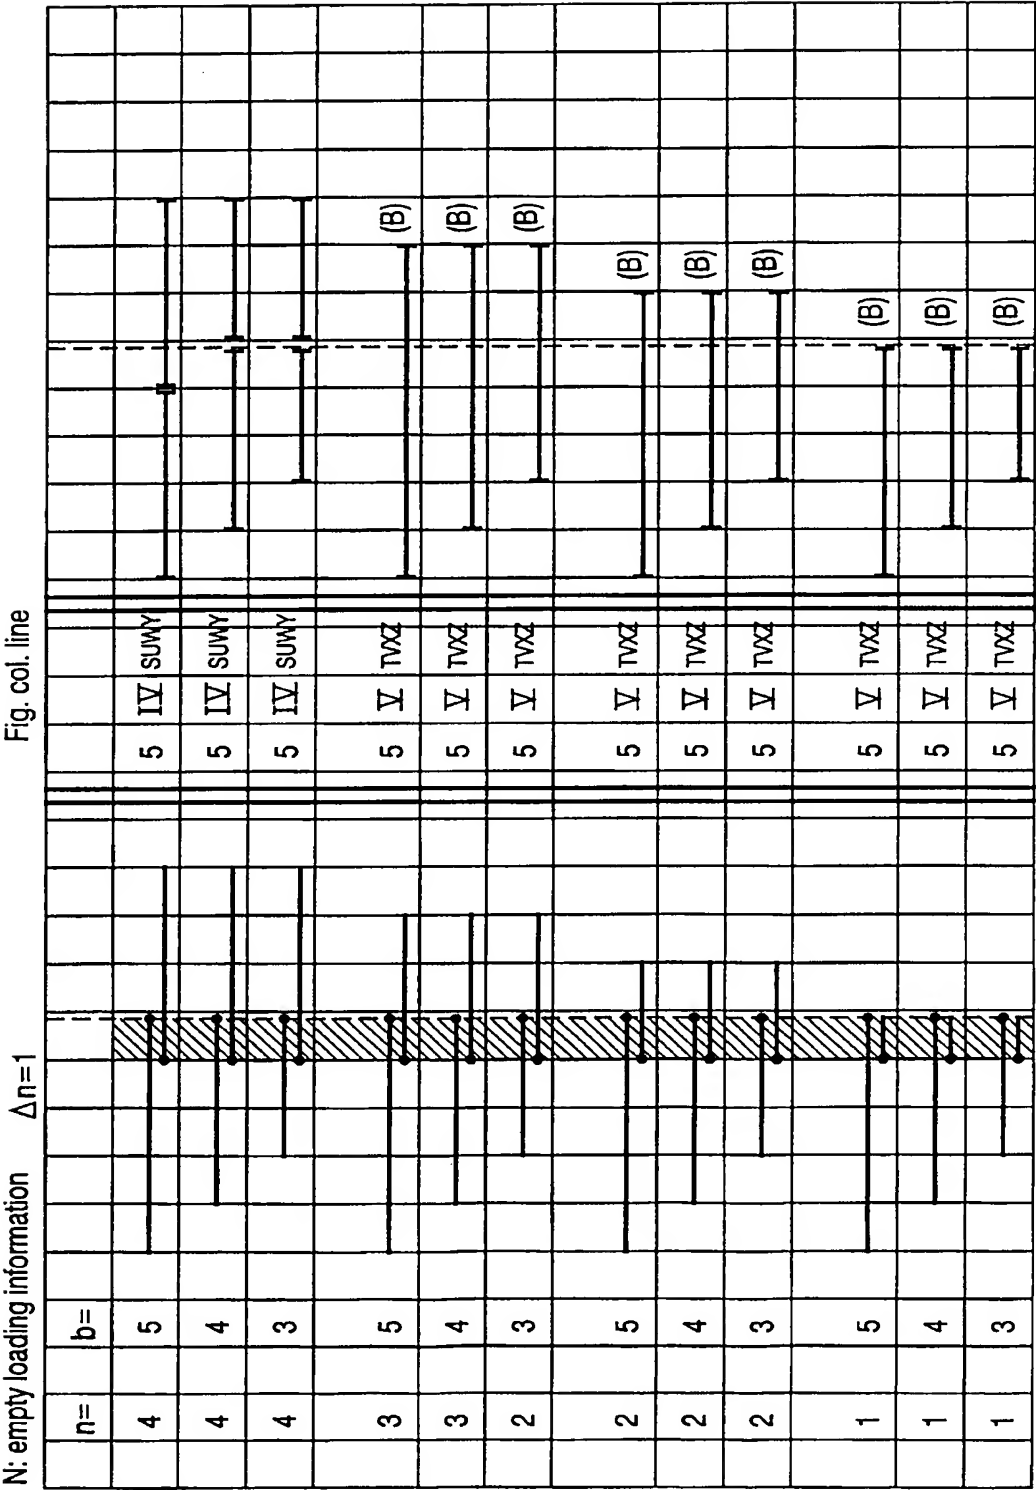 N: empty loading information Δn=1 Fig. col. line
n= b=
4 5 5 IV SUWY
4 4 5 IV SUWY
4 3 5 IV SUWY
3 5 5 V TVXZ (B)
3 4 5 V TVXZ (B)
2 3 5 V TVXZ (B)
2 5 5 V TVXZ (B)
2 4 5 V TVXZ (B)
2 3 5 V TVXZ (B)
1 5 5 V TVXZ (B)
1 4 5 V TVXZ (B)
1 3 5 V TVXZ (B)